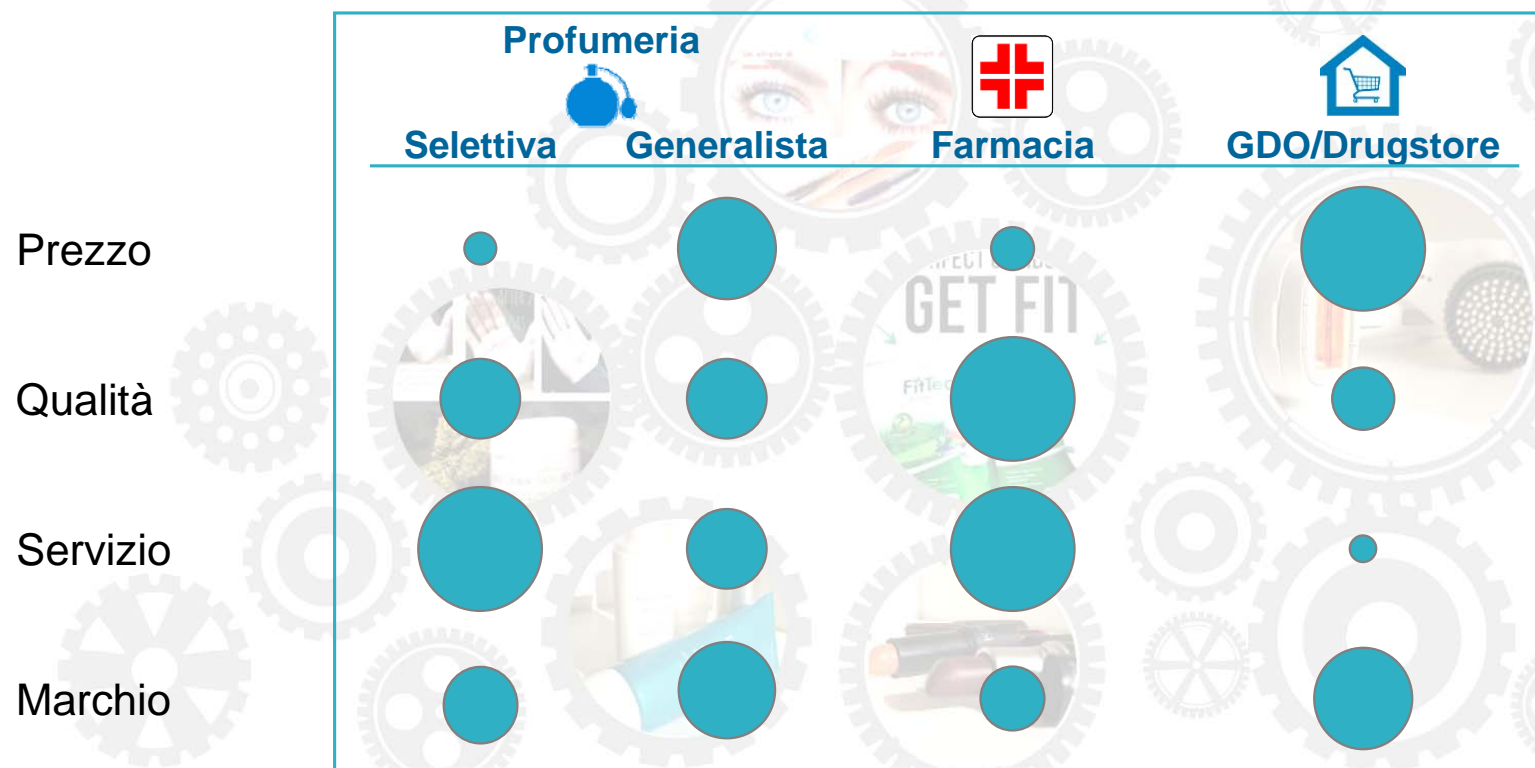 Profumeria
Selettiva Generalista Farmacia GDO/Drugstore
Prezzo
GET FIT
Qualità
Servizio
Marchio